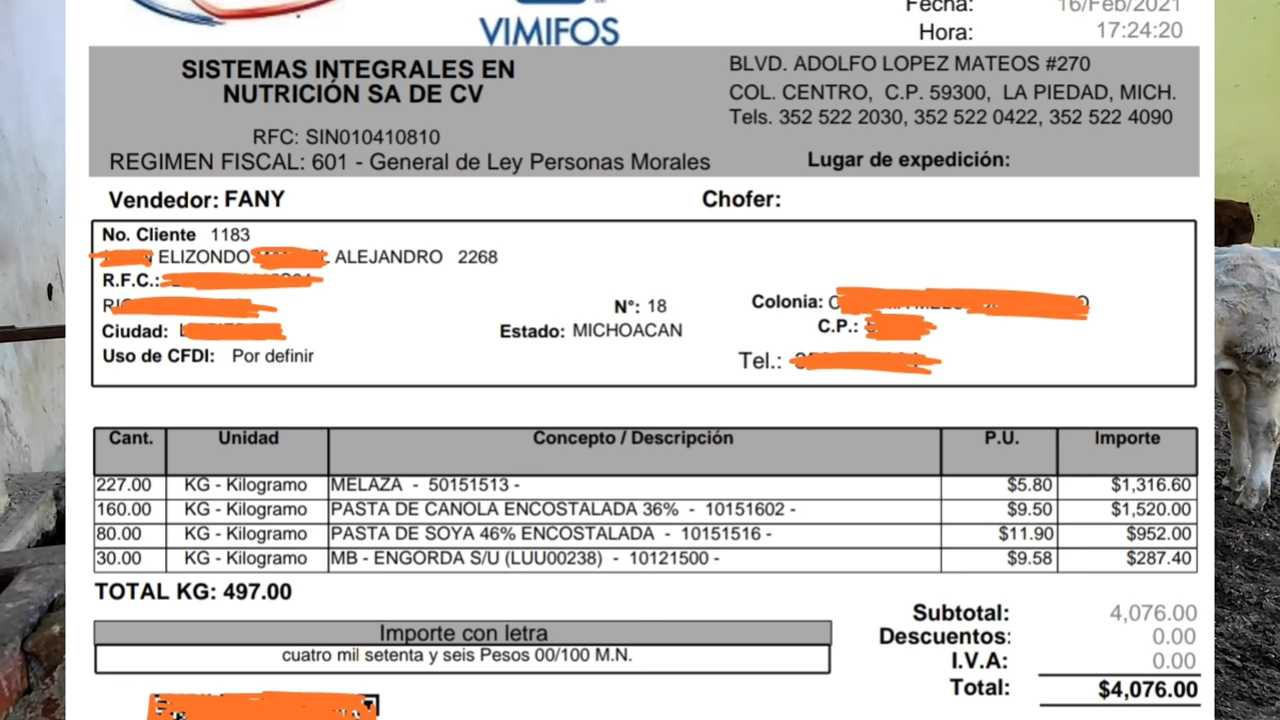 VIMIFOS
Fecha: 16/Feb/2021
Hora: 17:24:20
SISTEMAS INTEGRALES EN
NUTRICIÓN SA DE CV
RFC: SIN010410810
REGIMEN FISCAL: 601 - General de Ley Personas Morales
BLVD. ADOLFO LOPEZ MATEOS #270
COL. CENTRO, C.P. 59300, LA PIEDAD, MICH.
Tels. 352 522 2030, 352 522 0422, 352 522 4090
Lugar de expedición:
Vendedor: FANY
Chofer:
No. Cliente 1183
ELIZONDO ALEJANDRO 2268
R.F.C.:
N°: 18
Colonia:
Ciudad:
Estado: MICHOACAN
C.P.:
Uso de CFDI: Por definir
Tel.:
Cant. Unidad Concepto / Descripción P.U. Importe
227.00 KG - Kilogramo MELAZA - 50151513 - $5.80 $1,316.60
160.00 KG - Kilogramo PASTA DE CANOLA ENCOSTALADA 36% - 10151602 - $9.50 $1,520.00
80.00 KG - Kilogramo PASTA DE SOYA 46% ENCOSTALADA - 10151516 - $11.90 $952.00
30.00 KG - Kilogramo MB - ENGORDA S/U (LUU00238) - 10121500 - $9.58 $287.40
TOTAL KG: 497.00
Subtotal: 4,076.00
Descuentos: 0.00
I.V.A: 0.00
Total: $4,076.00
Importe con letra
cuatro mil setenta y seis Pesos 00/100 M.N.